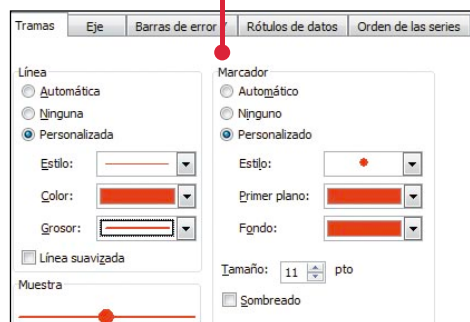 Tramas Eje Barras de error Y Rótulos de datos Orden de las series
Línea
Automática
Ninguna
Personalizada
Estilo:
Color:
Grosor:
Línea suavizada
Muestra
Marcador
Automático
Ninguno
Personalizado
Estilo:
Primer plano:
Fondo:
Tamaño: 11 pto
Sombreado